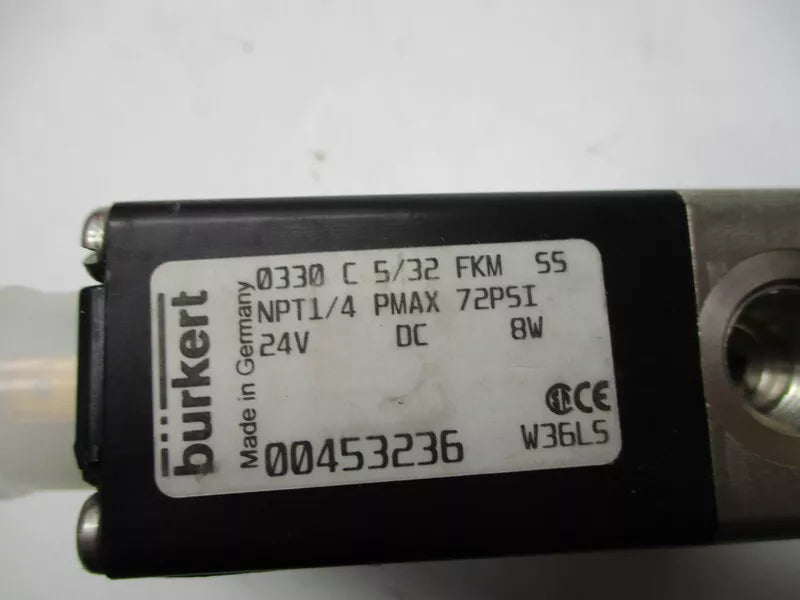 bürkert
Made in Germany
0330 C 5/32 FKM SS
NPT1/4 PMAX 72PSI
24V DC 8W
CE
00453236 W36LS